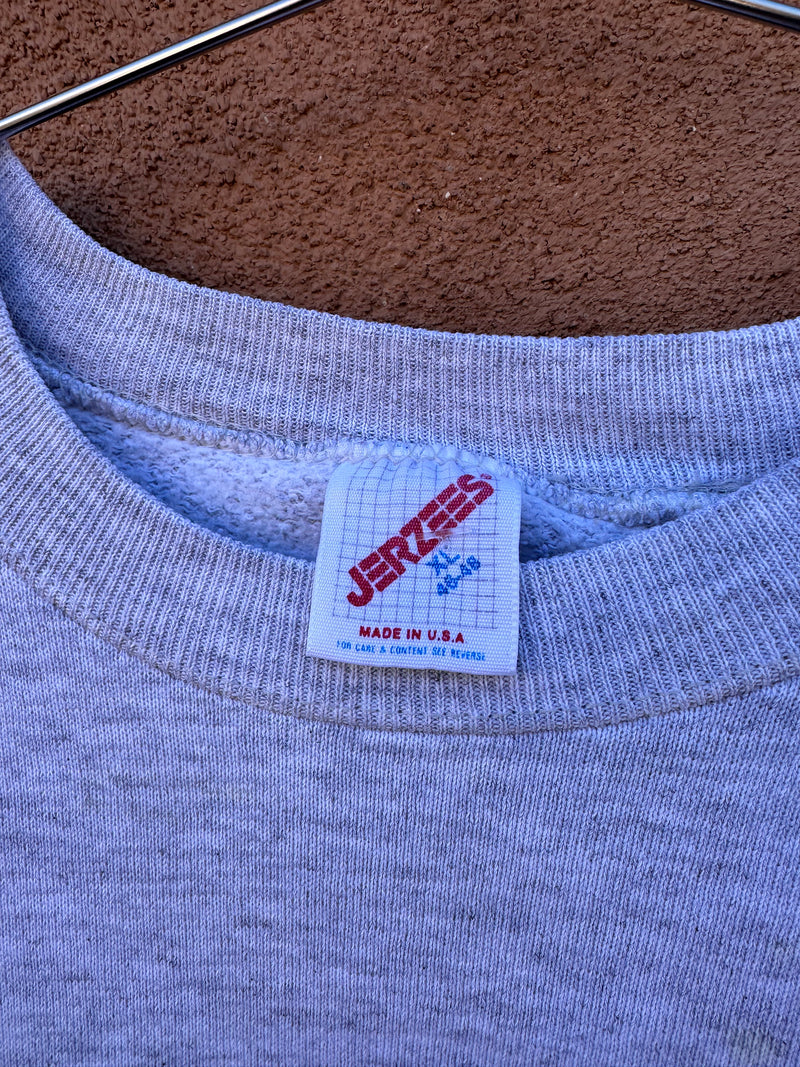 JERZEES
XL
46-48
MADE IN U.S.A
FOR CARE & CONTENT SEE REVERSE